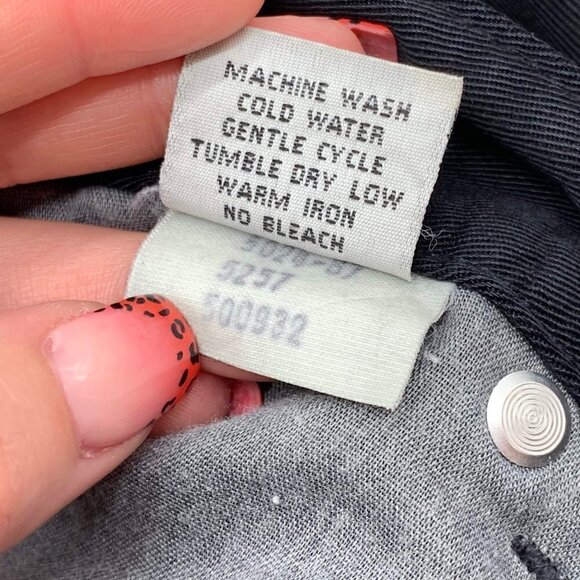 MACHINE WASH
COLD WATER
GENTLE CYCLE
TUMBLE DRY LOW
WARM IRON
NO BLEACH
5257
500932